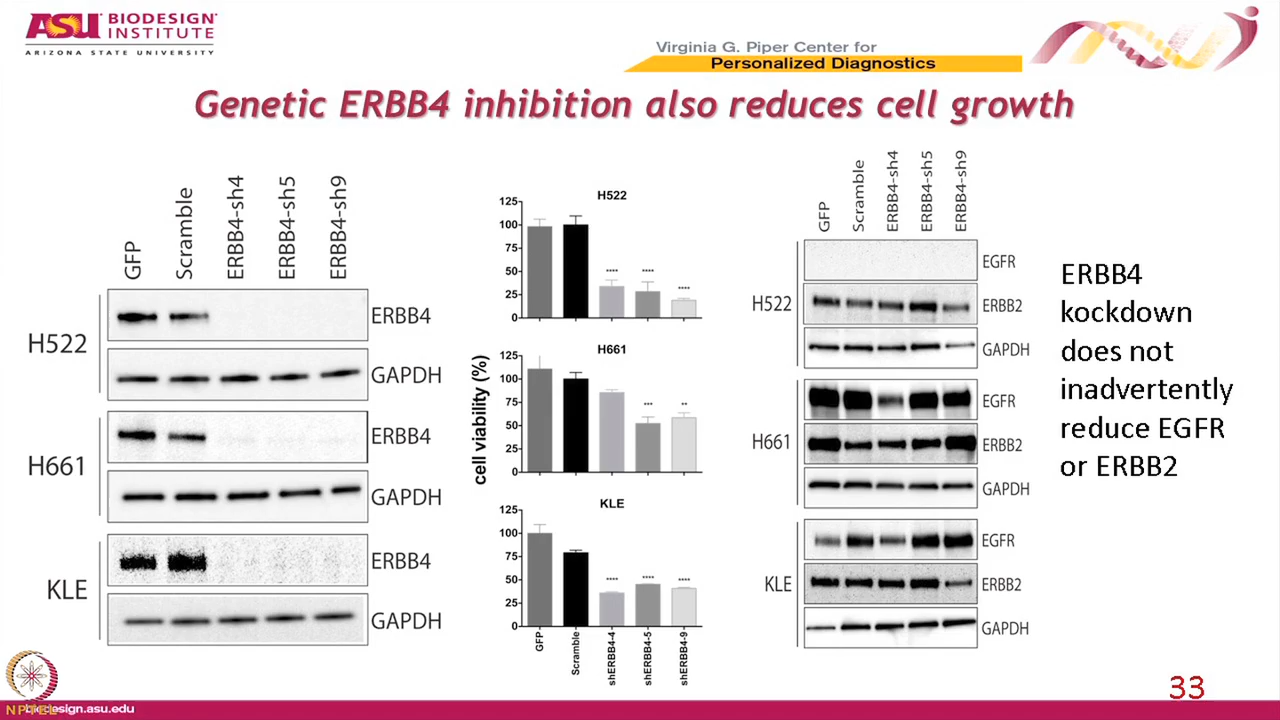 ASU BIODESIGN
INSTITUTE
ARIZONA STATE UNIVERSITY
Virginia G. Piper Center for
Personalized Diagnostics
Genetic ERBB4 inhibition also reduces cell growth
GFP
Scramble
ERBB4-sh4
ERBB4-sh5
ERBB4-sh9
H522
ERBB4
GAPDH
H661
ERBB4
GAPDH
KLE
ERBB4
GAPDH
cell viability (%)
H522
125
100
75
50
25
0
****
****
****
H661
125
100
75
50
25
0
***
**
KLE
125
100
75
50
25
0
****
****
****
GFP
Scramble
shERBB4-4
shERBB4-5
shERBB4-9
GFP
Scramble
ERBB4-sh4
ERBB4-sh5
ERBB4-sh9
H522
EGFR
ERBB2
GAPDH
H661
EGFR
ERBB2
GAPDH
KLE
EGFR
ERBB2
GAPDH
ERBB4
kockdown
does not
inadvertently
reduce EGFR
or ERBB2
33
NPTEL
biodesign.asu.edu